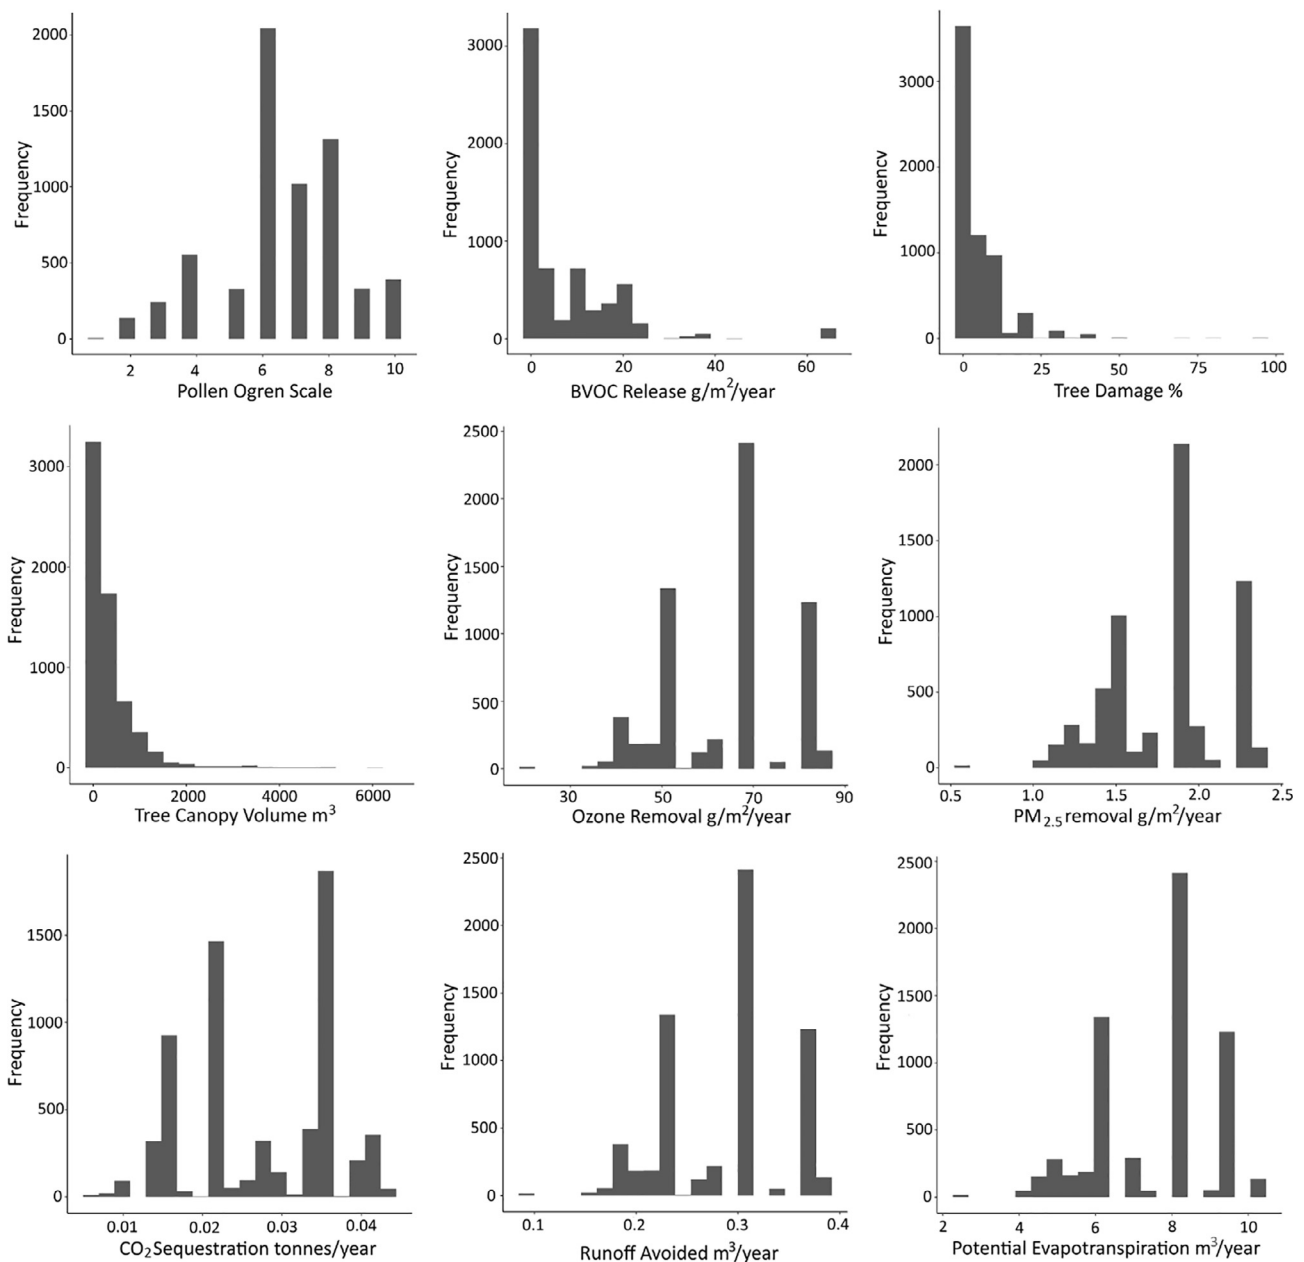 2000
1500
1000
500
0
Frequency
2 4 6 8 10
Pollen Ogren Scale
3000
2000
1000
0
Frequency
0 20 40 60
BVOC Release g/m²/year
3000
2000
1000
0
Frequencv
0 25 50 75 100
Tree Damage %
3000
2000
1000
0
Frequency
0 2000 4000 6000
Tree Canopy Volume m³
2500
2000
1500
1000
500
0
Frequency
30 50 70 90
Ozone Removal g/m²/year
2000
1500
1000
500
0
Frequency
0.5 1.0 1.5 2.0 2.5
PM₂.₅ removal g/m²/year
1500
1000
500
0
Frequency
0.01 0.02 0.03 0.04
CO₂ Sequestration tonnes/year
2500
2000
1500
1000
500
0
Frequency
0.1 0.2 0.3 0.4
Runoff Avoided m³/year
2500
2000
1500
1000
500
0
Frequency
2 4 6 8 10
Potential Evapotranspiration m³/year